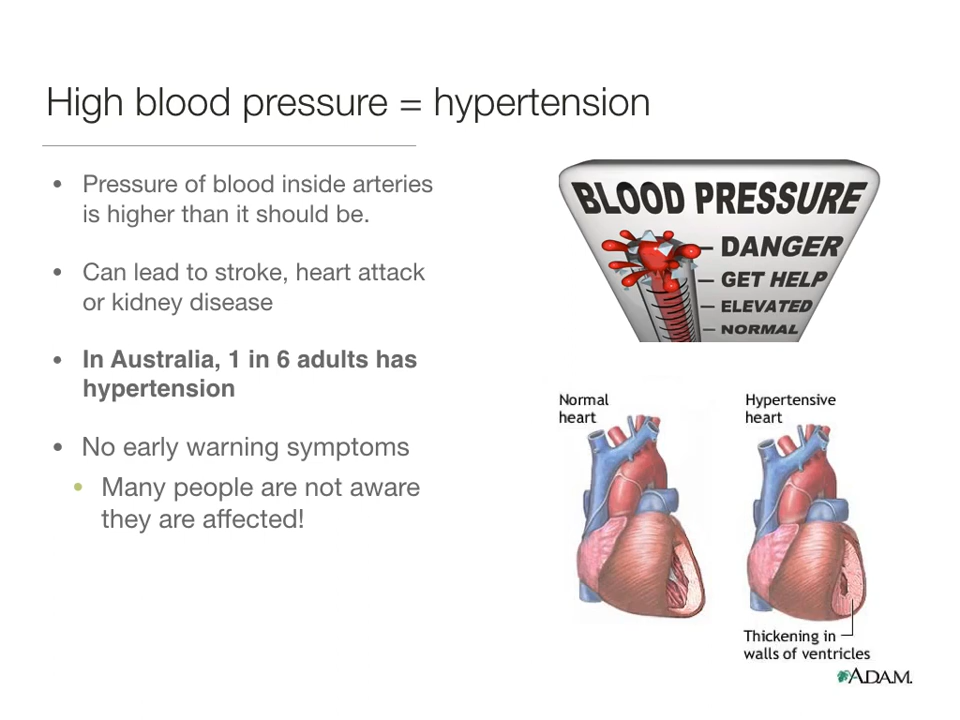 High blood pressure = hypertension
• Pressure of blood inside arteries
is higher than it should be.
• Can lead to stroke, heart attack
or kidney disease
• In Australia, 1 in 6 adults has
hypertension
• No early warning symptoms
• Many people are not aware
they are affected!
BLOOD PRESSURE
DANGER
GET HELP
ELEVATED
NORMAL
Normal
heart
Hypertensive
heart
Thickening in
walls of ventricles
ADAM.